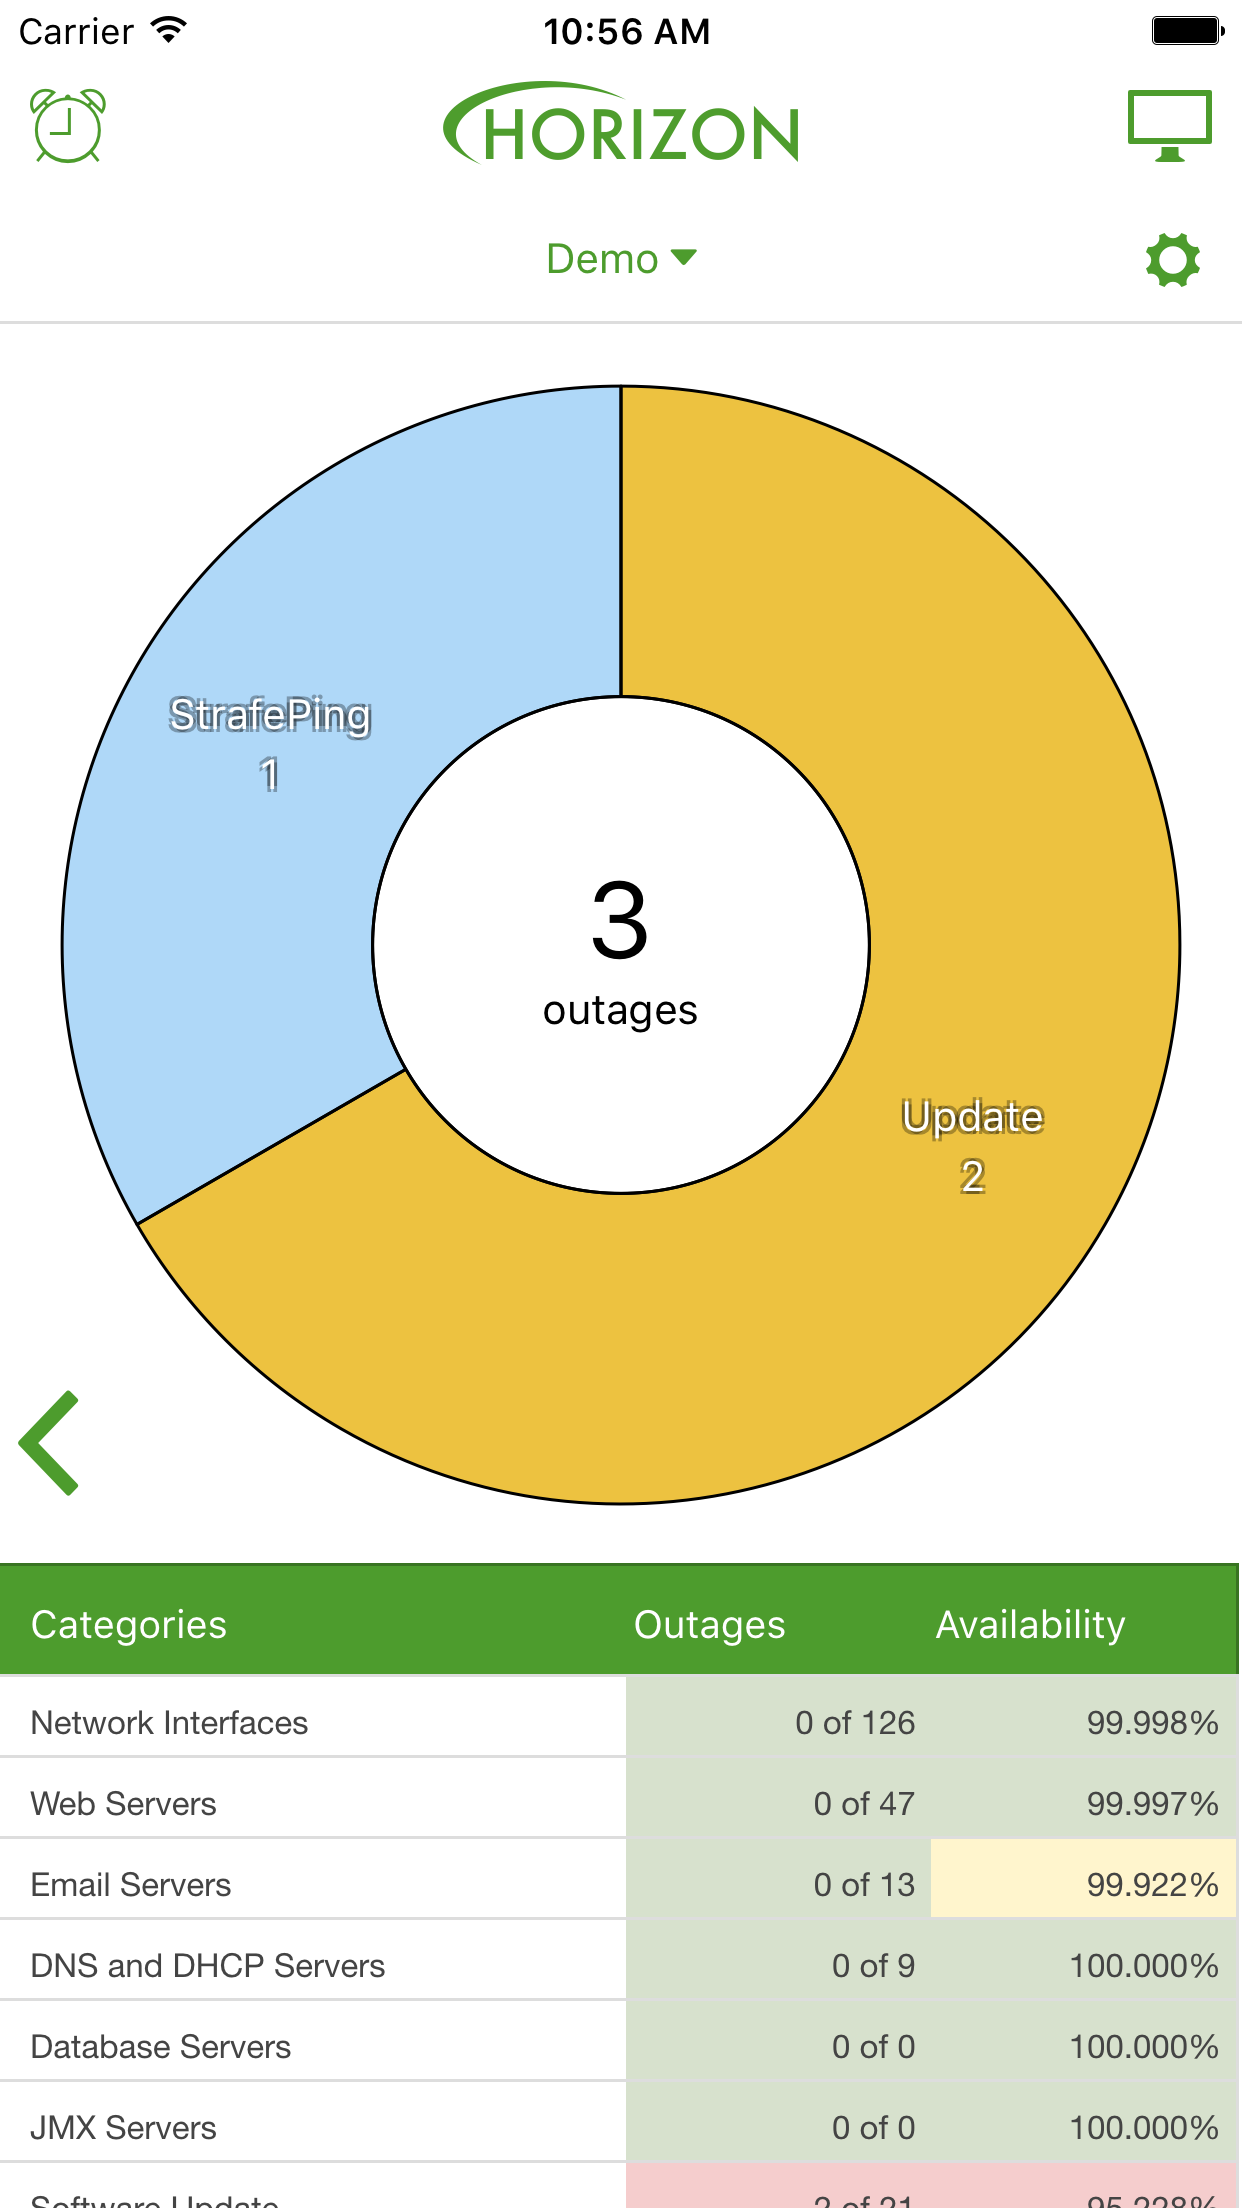 Carrier 10:56 AM
HORIZON
Demo
StrafePing
1
3
outages
Update
2
Categories Outages Availability
Network Interfaces 0 of 126 99.998%
Web Servers 0 of 47 99.997%
Email Servers 0 of 13 99.922%
DNS and DHCP Servers 0 of 9 100.000%
Database Servers 0 of 0 100.000%
JMX Servers 0 of 0 100.000%
Software Update 2 of 21